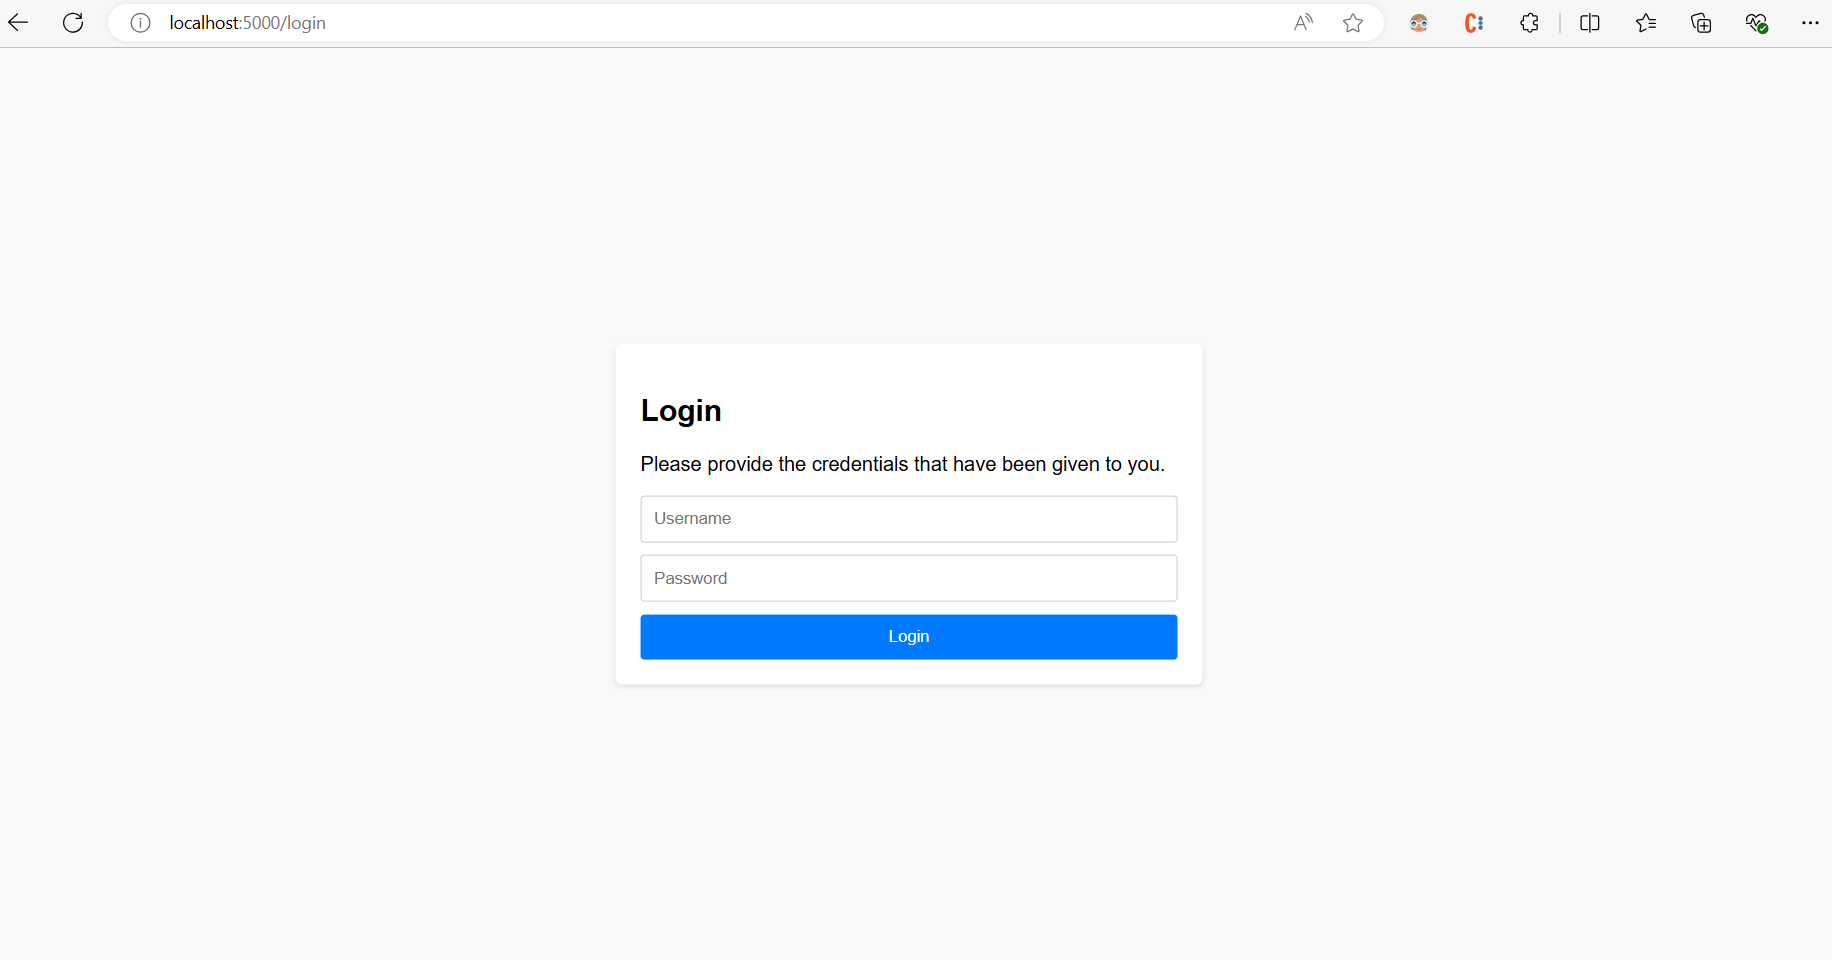 localhost:5000/login
Login
Please provide the credentials that have been given to you.
Username
Password
Login